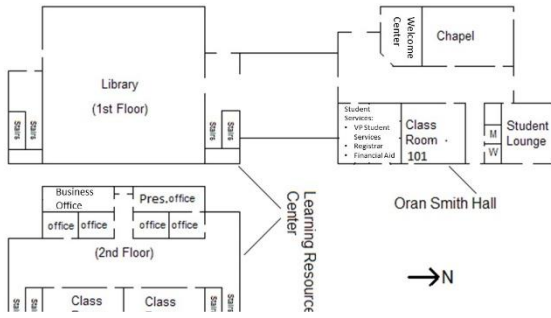 Library
(1st Floor)
Stairs
Stairs
Stairs
Stairs
Welcome
Center
Chapel
Student
Services:
• VP Student
Services
• Registrar
• Financial Aid
Class
Room
101
M
W
Student
Lounge
Oran Smith Hall
Learning Resource
Center
Business
Office
Pres. office
office
office
office
office
(2nd Floor)
Class
Class
N